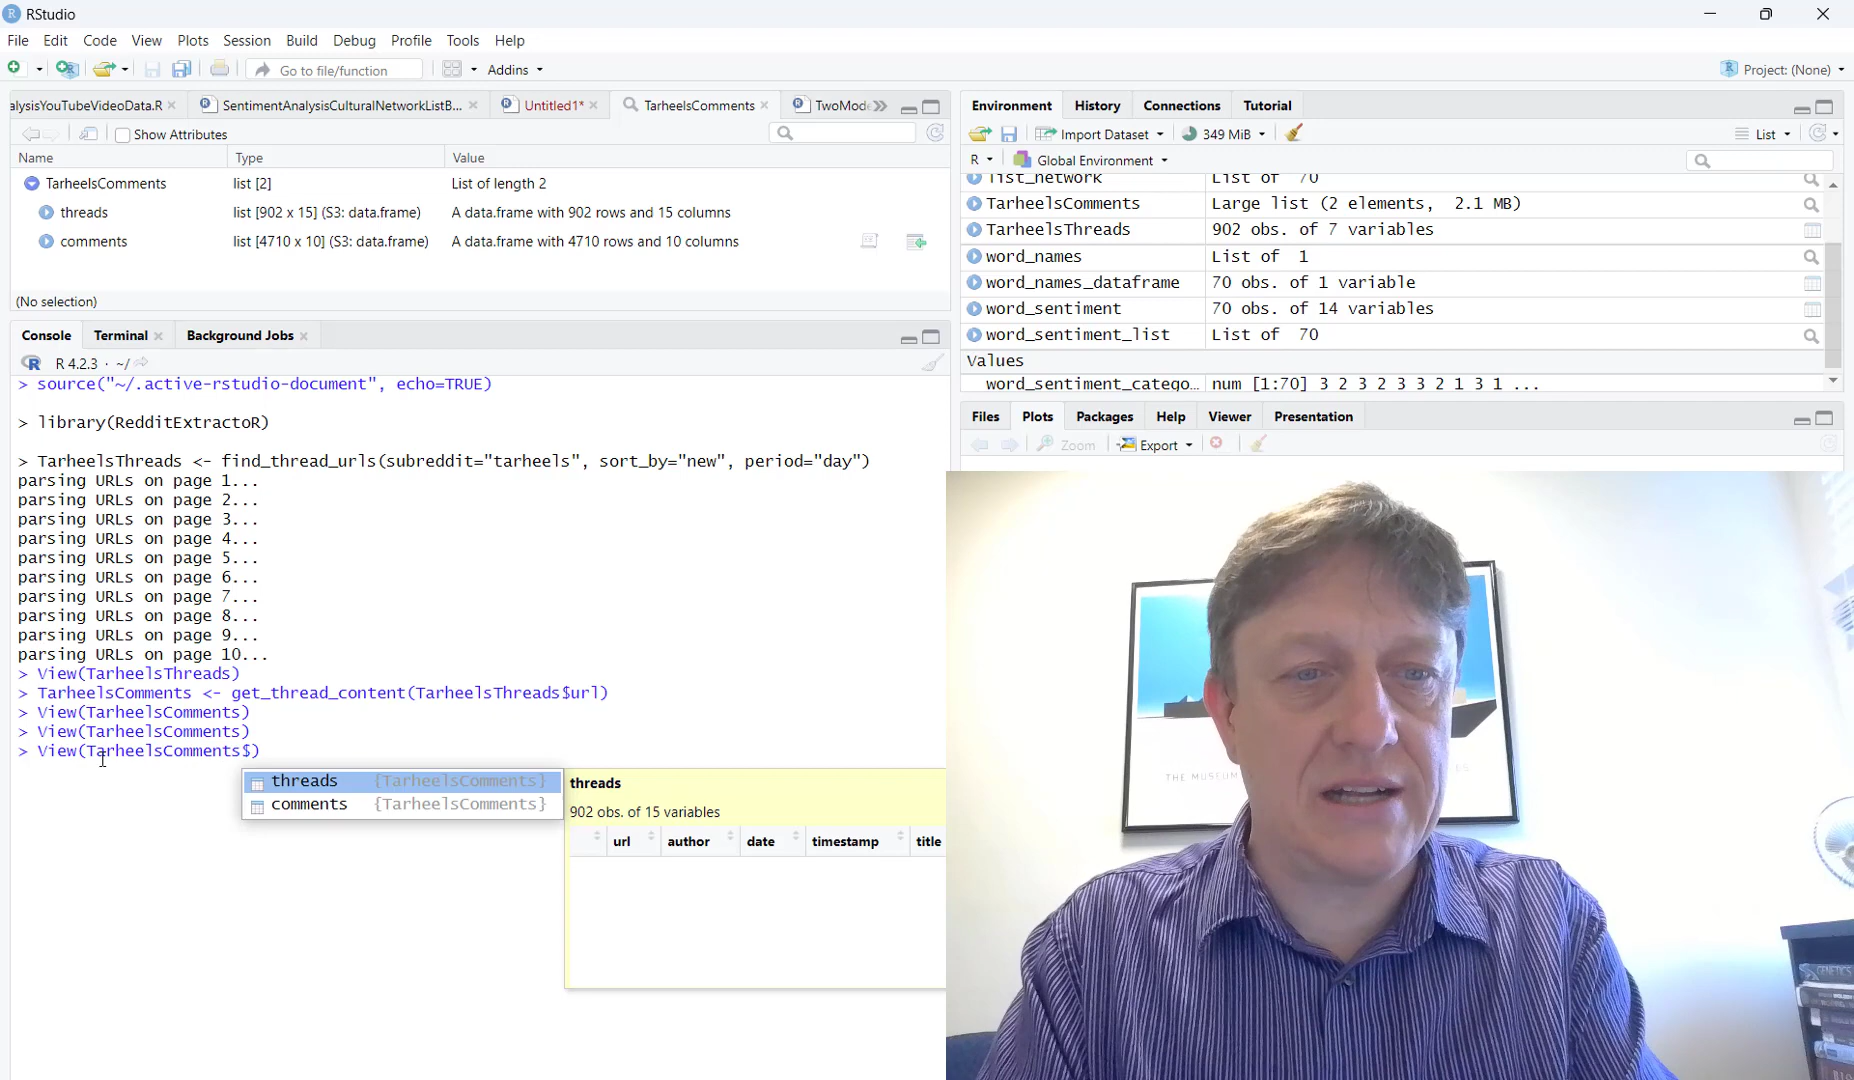 RStudio
File Edit Code View Plots Session Build Debug Profile Tools Help
Go to file/function Addins Project: (None)
alysisYouTubeVideoData.R SentimentAnalysisCulturalNetworkListB... Untitled1* TarheelsComments TwoMod
Show Attributes
Name Type Value
TarheelsComments list [2] List of length 2
threads list [902 x 15] (S3: data.frame) A data.frame with 902 rows and 15 columns
comments list [4710 x 10] (S3: data.frame) A data.frame with 4710 rows and 10 columns
(No selection)
Console Terminal Background Jobs
R 4.2.3 · ~/
> source("~/.active-rstudio-document", echo=TRUE)
> library(RedditExtractoR)
> TarheelsThreads <- find_thread_urls(subreddit="tarheels", sort_by="new", period="day")
parsing URLs on page 1...
parsing URLs on page 2...
parsing URLs on page 3...
parsing URLs on page 4...
parsing URLs on page 5...
parsing URLs on page 6...
parsing URLs on page 7...
parsing URLs on page 8...
parsing URLs on page 9...
parsing URLs on page 10...
> View(TarheelsThreads)
> TarheelsComments <- get_thread_content(TarheelsThreads$url)
> View(TarheelsComments)
> View(TarheelsComments)
> View(TarheelsComments$)
threads {TarheelsComments}
comments {TarheelsComments}
threads
902 obs. of 15 variables
url author date timestamp title
Environment History Connections Tutorial
Import Dataset 349 MiB List
R Global Environment
list_network List of 70
TarheelsComments Large list (2 elements, 2.1 MB)
TarheelsThreads 902 obs. of 7 variables
word_names List of 1
word_names_dataframe 70 obs. of 1 variable
word_sentiment 70 obs. of 14 variables
word_sentiment_list List of 70
Values
word_sentiment_catego... num [1:70] 3 2 3 2 3 3 2 1 3 1 ...
Files Plots Packages Help Viewer Presentation
Zoom Export
THE MUSEUM
GENETICS